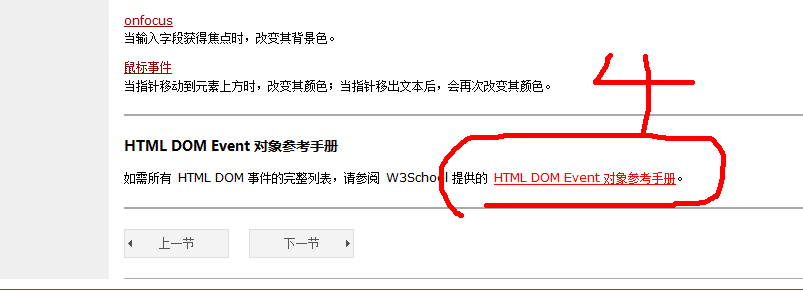 onfocus
当输入字段获得焦点时，改变其背景色。
鼠标事件
当指针移动到元素上方时，改变其颜色；当指针移出文本后，会再次改变其颜色。
4
HTML DOM Event 对象参考手册
如需所有 HTML DOM 事件的完整列表，请参阅 W3School 提供的 HTML DOM Event 对象参考手册。
上一节 下一节